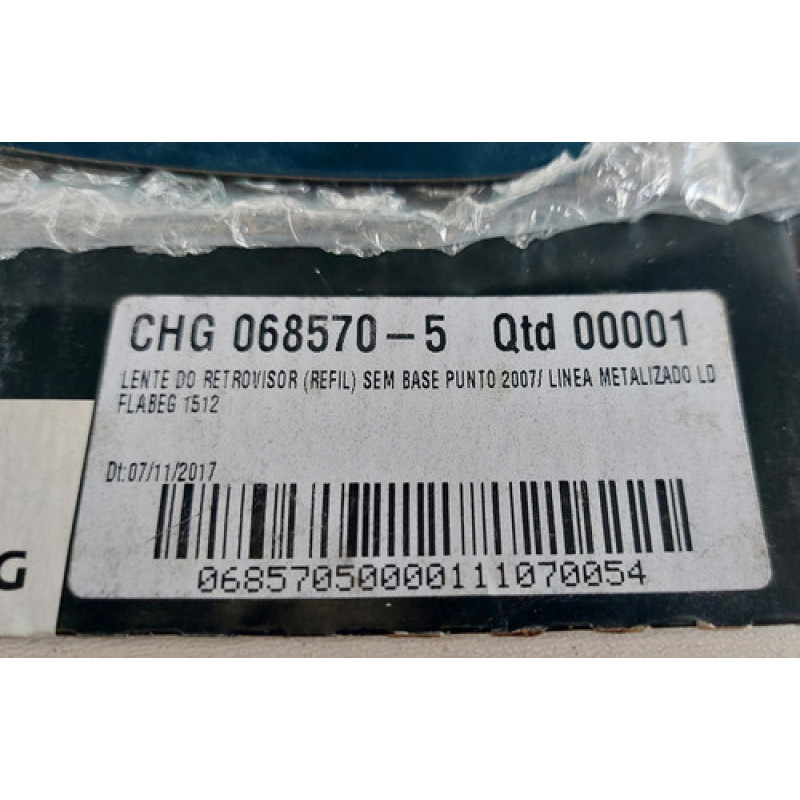 CHG 068570-5 Qtd 00001
LENTE DO RETROVISOR (REFIL) SEM BASE PUNTO 2007/ LINEA METALIZADO LD
FLABEG 1512
Dt:07/11/2017
06857050000111070054
G